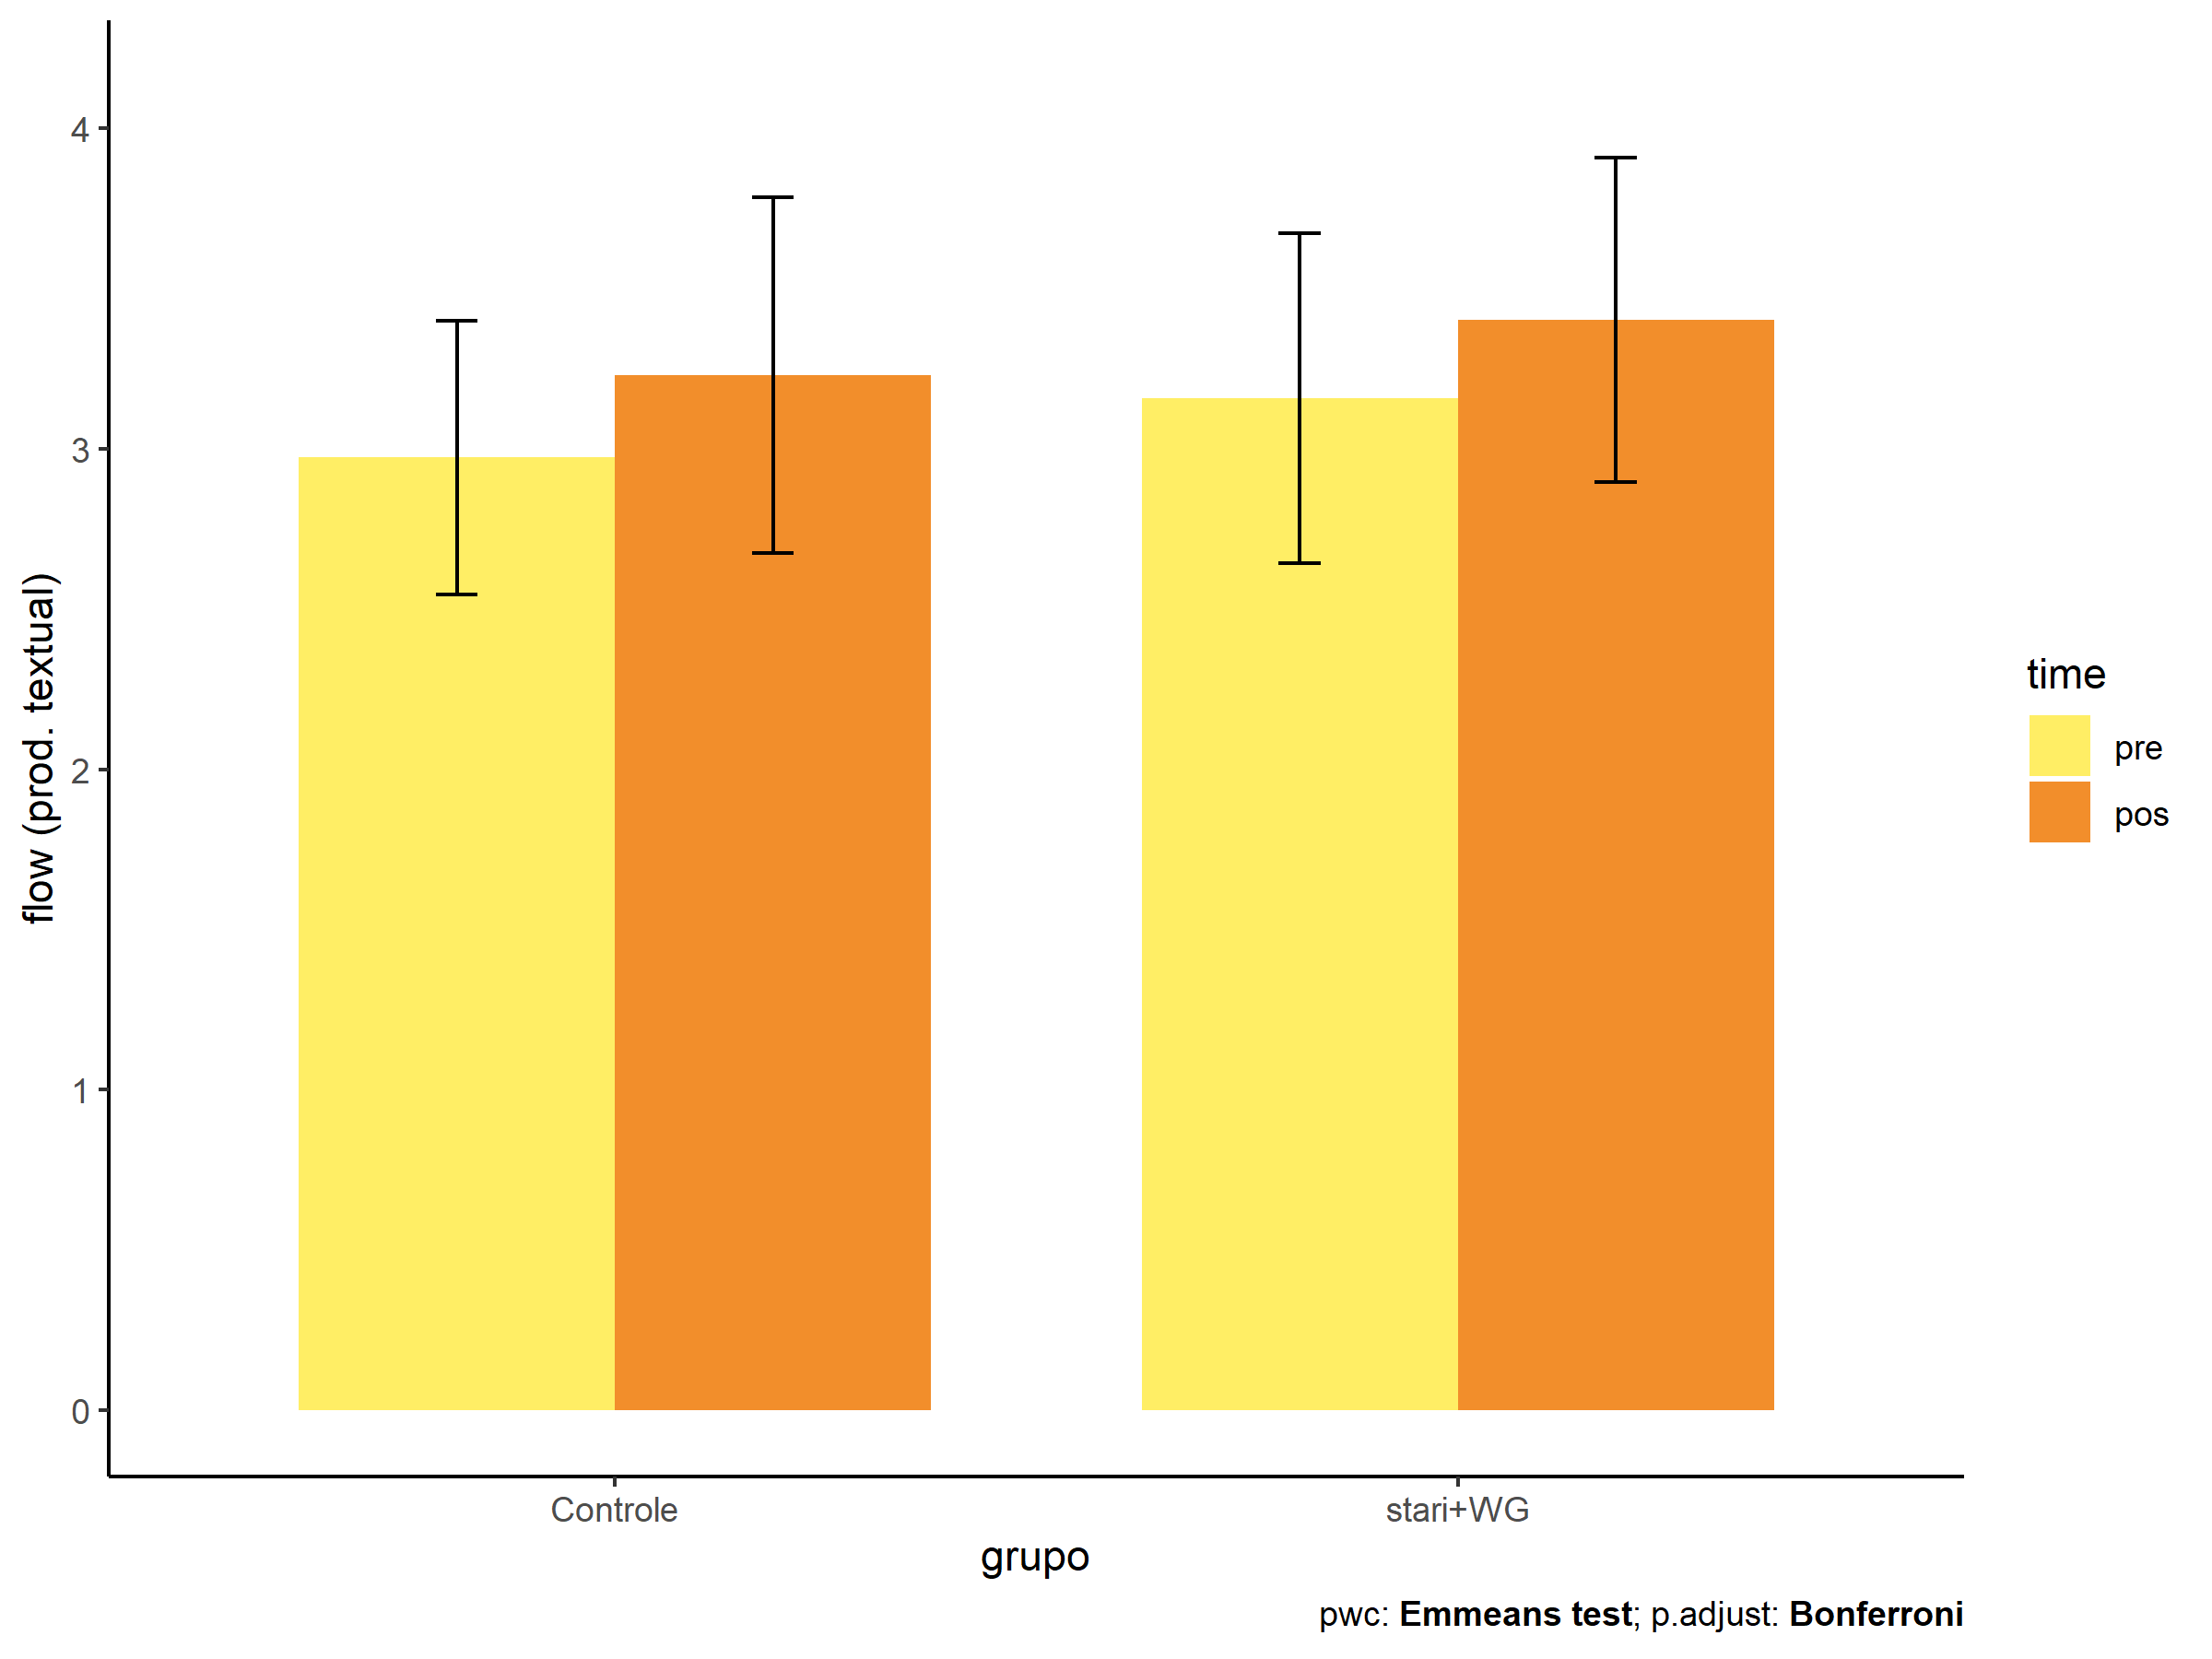 flow (prod. textual)
4
3
2
1
0
Controle
stari+WG
grupo
time
pre
pos
pwc: Emmeans test; p.adjust: Bonferroni